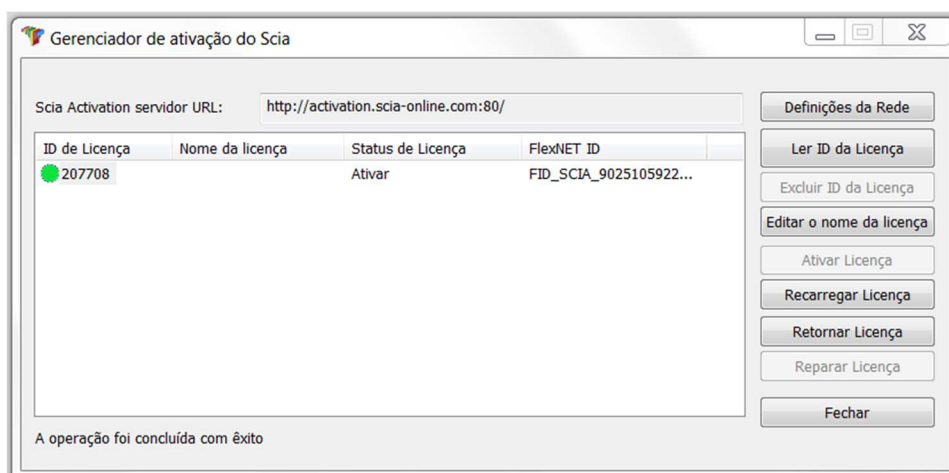 Gerenciador de ativação do Scia
Scia Activation servidor URL: http://activation.scia-online.com:80/ Definições da Rede
ID de Licença Nome da licença Status de Licença FlexNET ID Ler ID da Licença
207708 Ativar FID_SCIA_9025105922...
Excluir ID da Licença
Editar o nome da licença
Ativar Licença
Recarregar Licença
Retornar Licença
Reparar Licença
Fechar
A operação foi concluída com êxito